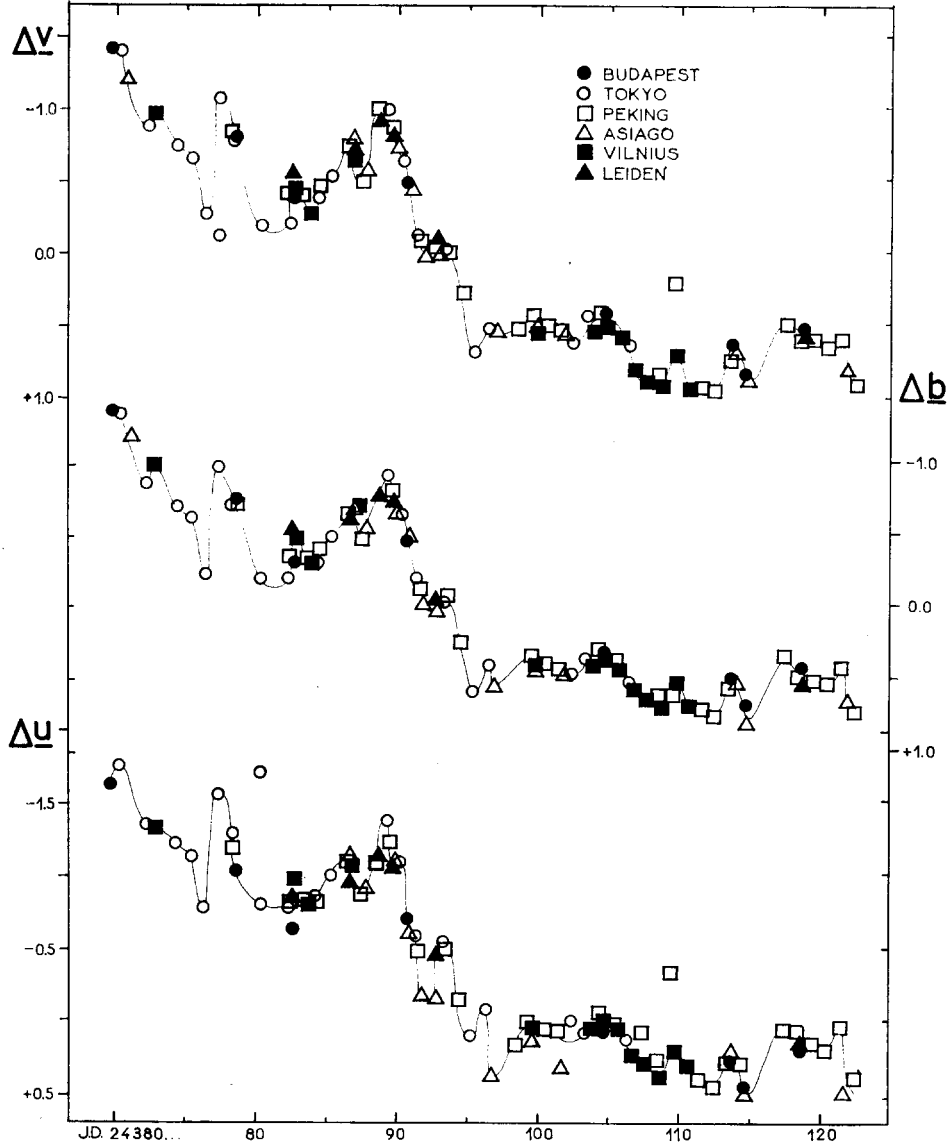 Δv
-1.0
0.0
+1.0
BUDAPEST
TOKYO
PEKING
ASIAGO
VILNIUS
LEIDEN
Δb
-1.0
0.0
+1.0
Δu
-1.5
-0.5
+0.5
J.D. 24380... 80 90 100 110 120